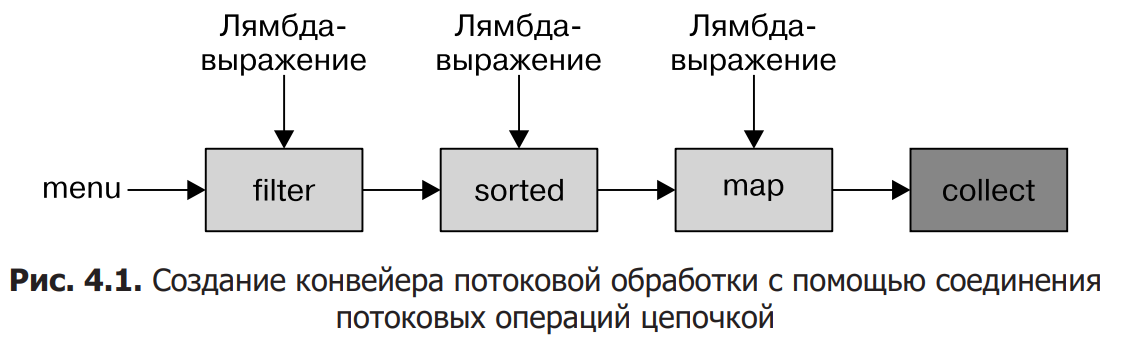 Лямбда-
выражение
Лямбда-
выражение
Лямбда-
выражение
menu
filter
sorted
map
collect
Рис. 4.1. Создание конвейера потоковой обработки с помощью соединения
потоковых операций цепочкой